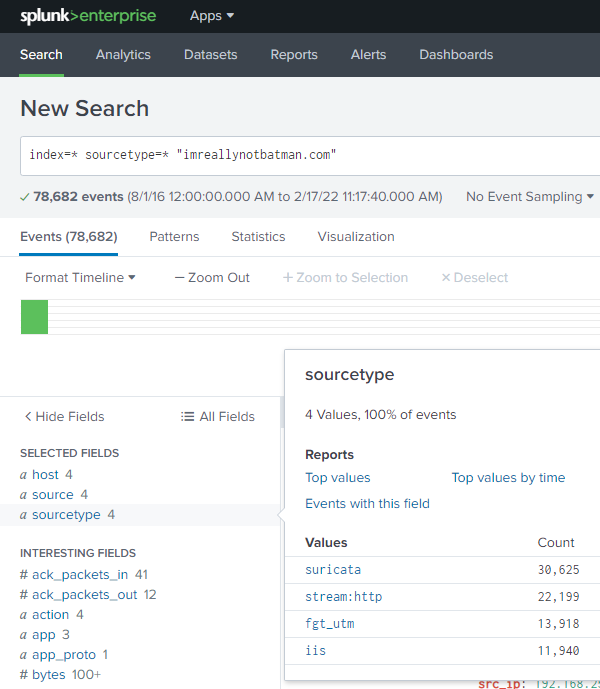 splunk>enterprise Apps
Search Analytics Datasets Reports Alerts Dashboards
New Search
index=* sourcetype=* "imreallynotbatman.com"
78,682 events (8/1/16 12:00:00.000 AM to 2/17/22 11:17:40.000 AM) No Event Sampling
Events (78,682) Patterns Statistics Visualization
Format Timeline — Zoom Out + Zoom to Selection × Deselect
< Hide Fields All Fields
SELECTED FIELDS
a host 4
a source 4
a sourcetype 4
INTERESTING FIELDS
# ack_packets_in 41
# ack_packets_out 12
a action 4
a app 3
a app_proto 1
# bytes 100+
sourcetype
4 Values, 100% of events
Reports
Top values Top values by time
Events with this field
Values Count
suricata 30,625
stream:http 22,199
fgt_utm 13,918
iis 11,940
src_ip: 192.168.25